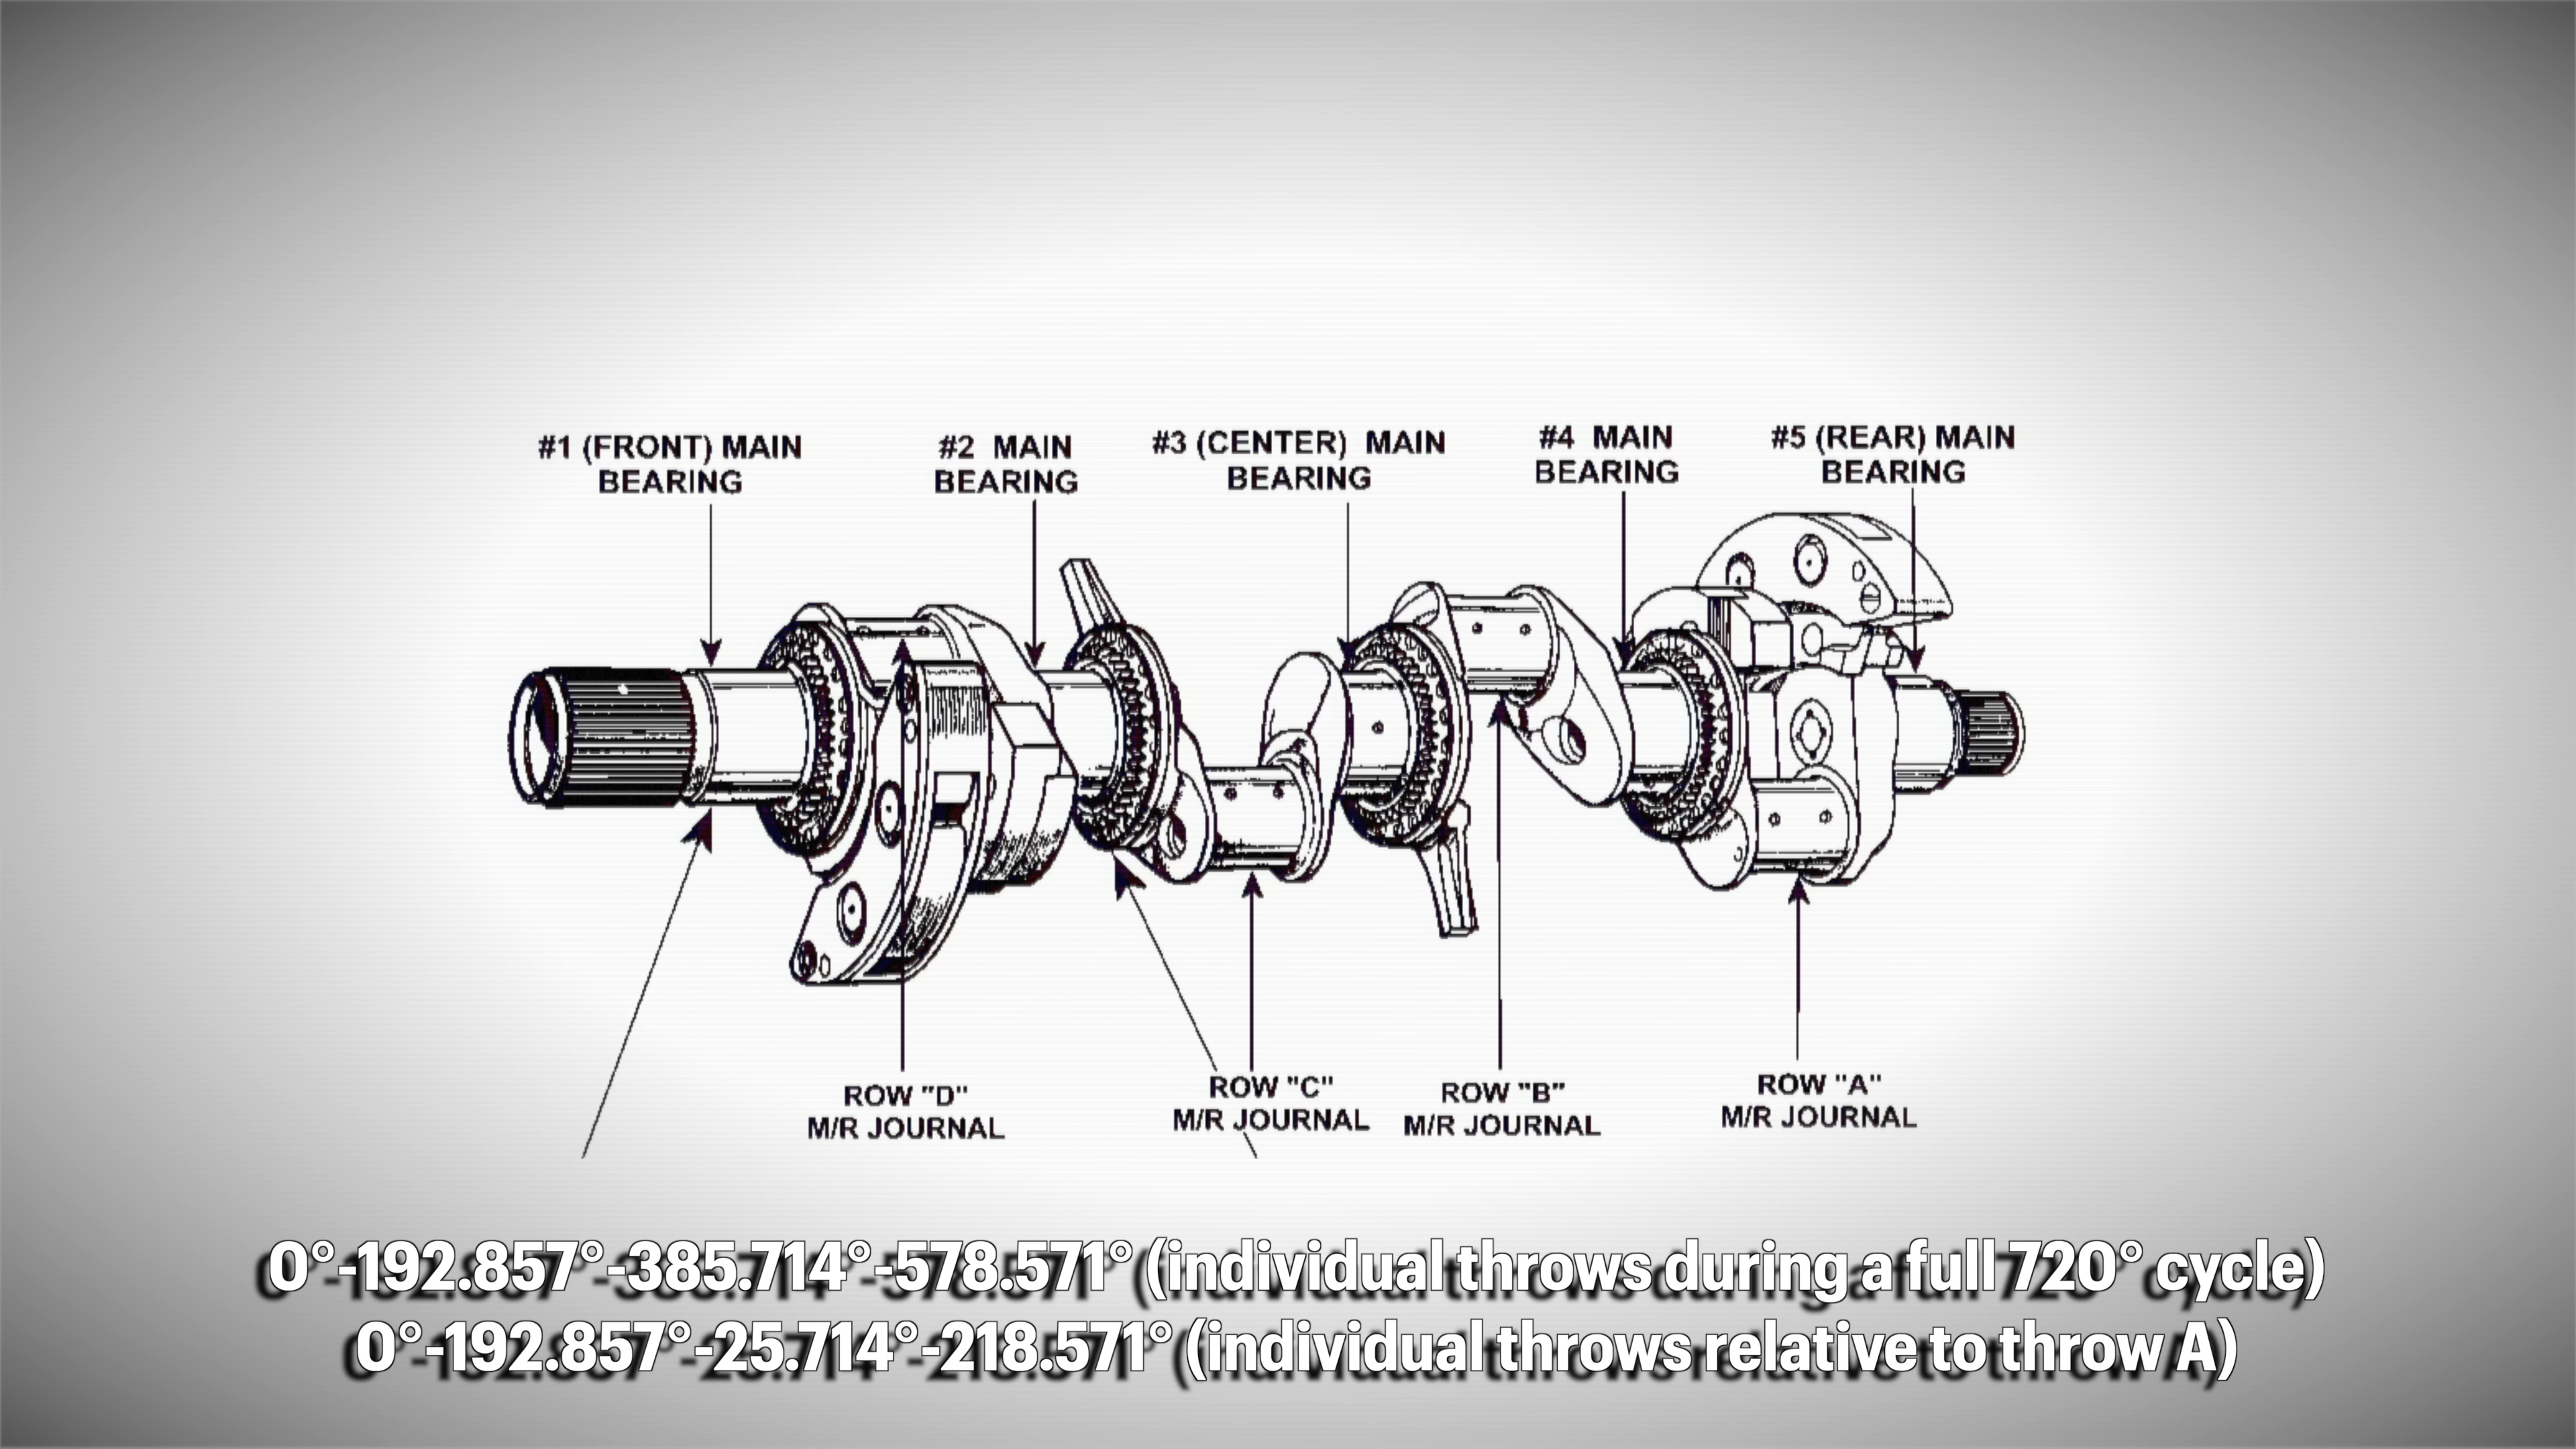 #1 (FRONT) MAIN
BEARING
#2 MAIN
BEARING
#3 (CENTER) MAIN
BEARING
#4 MAIN
BEARING
#5 (REAR) MAIN
BEARING
ROW "D"
M/R JOURNAL
ROW "C"
M/R JOURNAL
ROW "B"
M/R JOURNAL
ROW "A"
M/R JOURNAL
0°-192.857°-385.714°-578.571° (individual throws during a full 720° cycle)
0°-192.857°-25.714°-218.571° (individual throws relative to throw A)